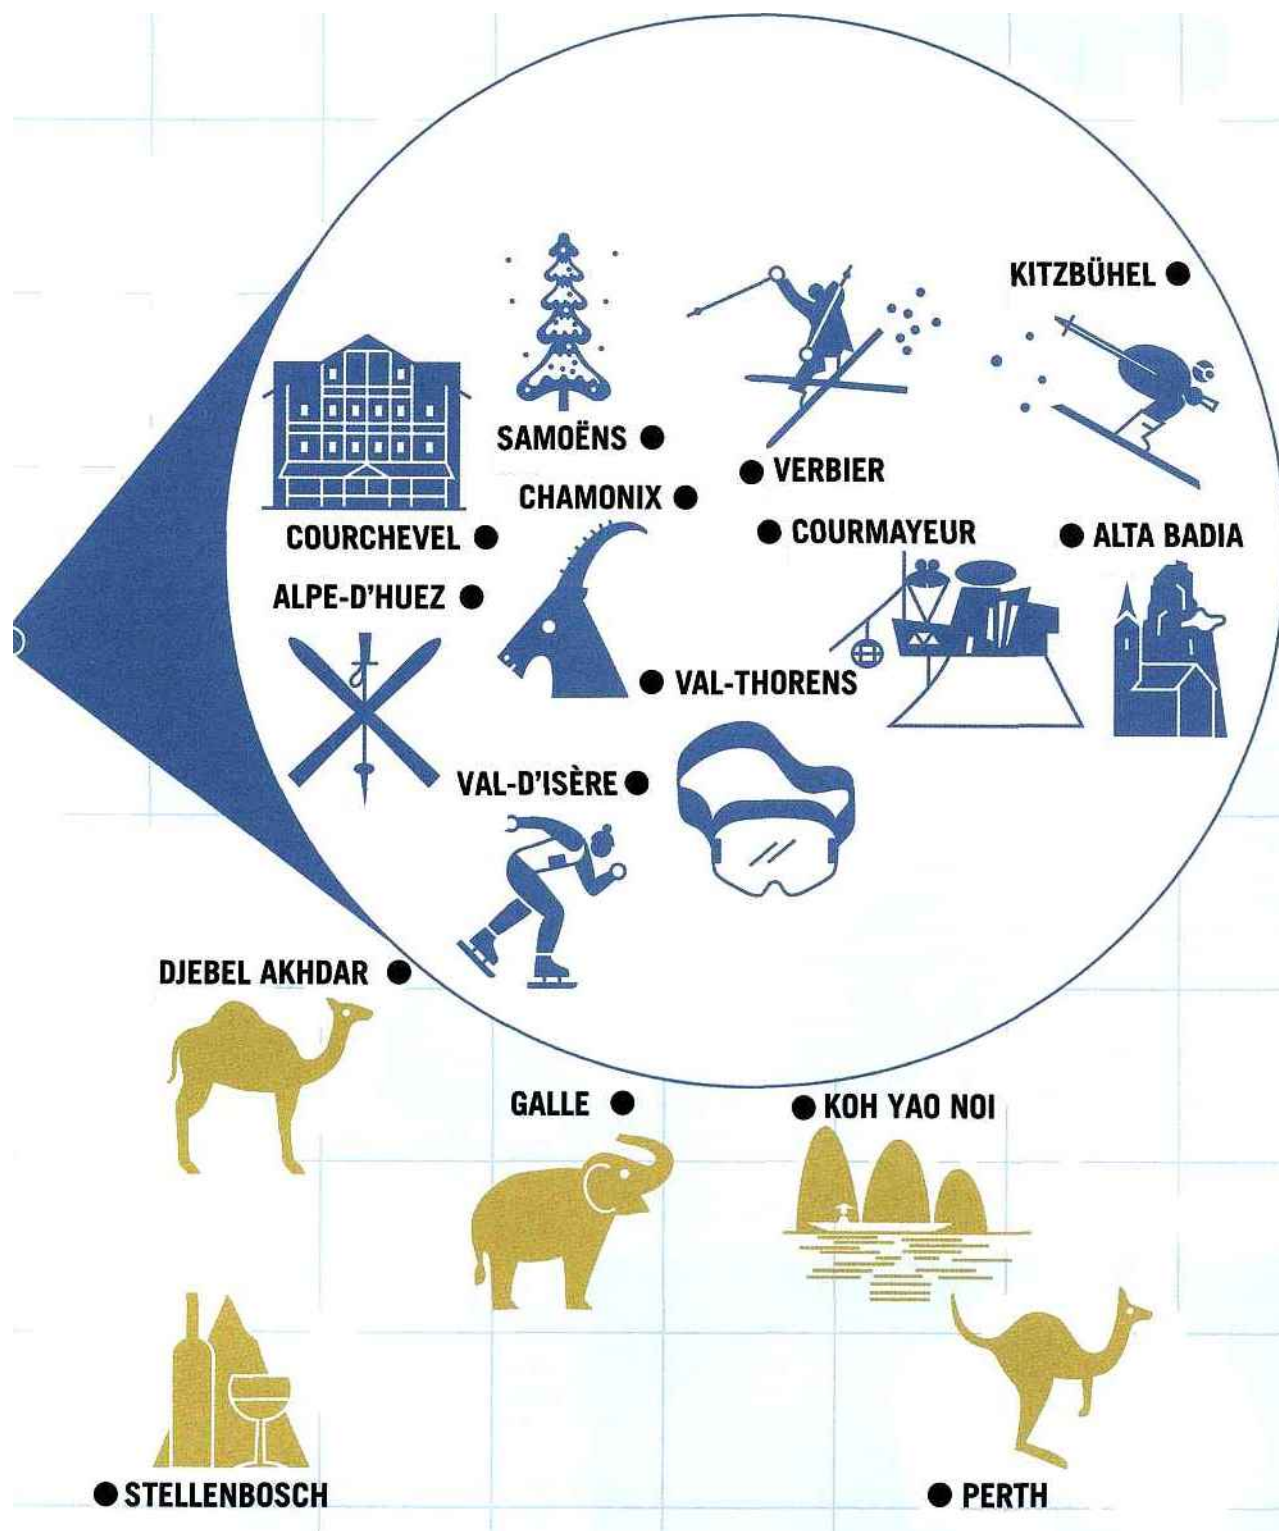 KITZBÜHEL
SAMOËNS
VERBIER
CHAMONIX
COURCHEVEL
COURMAYEUR
ALTA BADIA
ALPE-D'HUEZ
VAL-THORENS
VAL-D'ISÈRE
DJEBEL AKHDAR
GALLE
KOH YAO NOI
STELLENBOSCH
PERTH